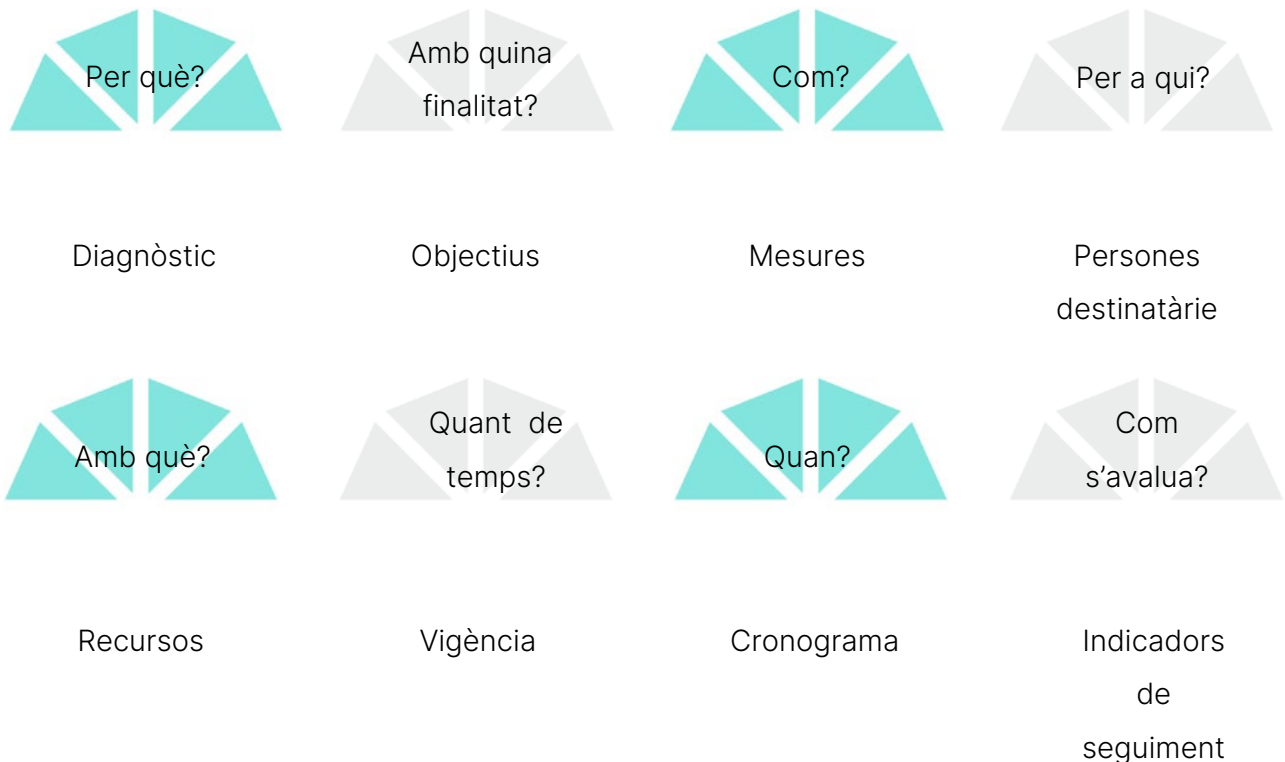 Per què?
Amb quina
finalitat?
Com?
Per a qui?
Diagnòstic
Objectius
Mesures
Persones
destinatàrie
Amb què?
Quant de
temps?
Quan?
Com
s’avalua?
Recursos
Vigència
Cronograma
Indicadors
de
seguiment